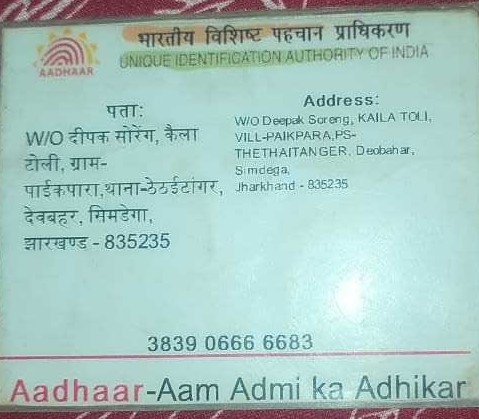 भारतीय विशिष्ट पहचान प्राधिकरण
UNIQUE IDENTIFICATION AUTHORITY OF INDIA
AADHAAR
पता:
W/O दीपक सोरेंग, कैला
टोली, ग्राम-
पाईकपारा,थाना-ठेठईटांगर,
देवबहर, सिमडेगा,
झारखण्ड - 835235
Address:
W/O Deepak Soreng, KAILA TOLI,
VILL-PAIKPARA,PS-
THETHAITANGER, Deobahar,
Simdega,
Jharkhand - 835235
3839 0666 6683
Aadhaar-Aam Admi ka Adhikar